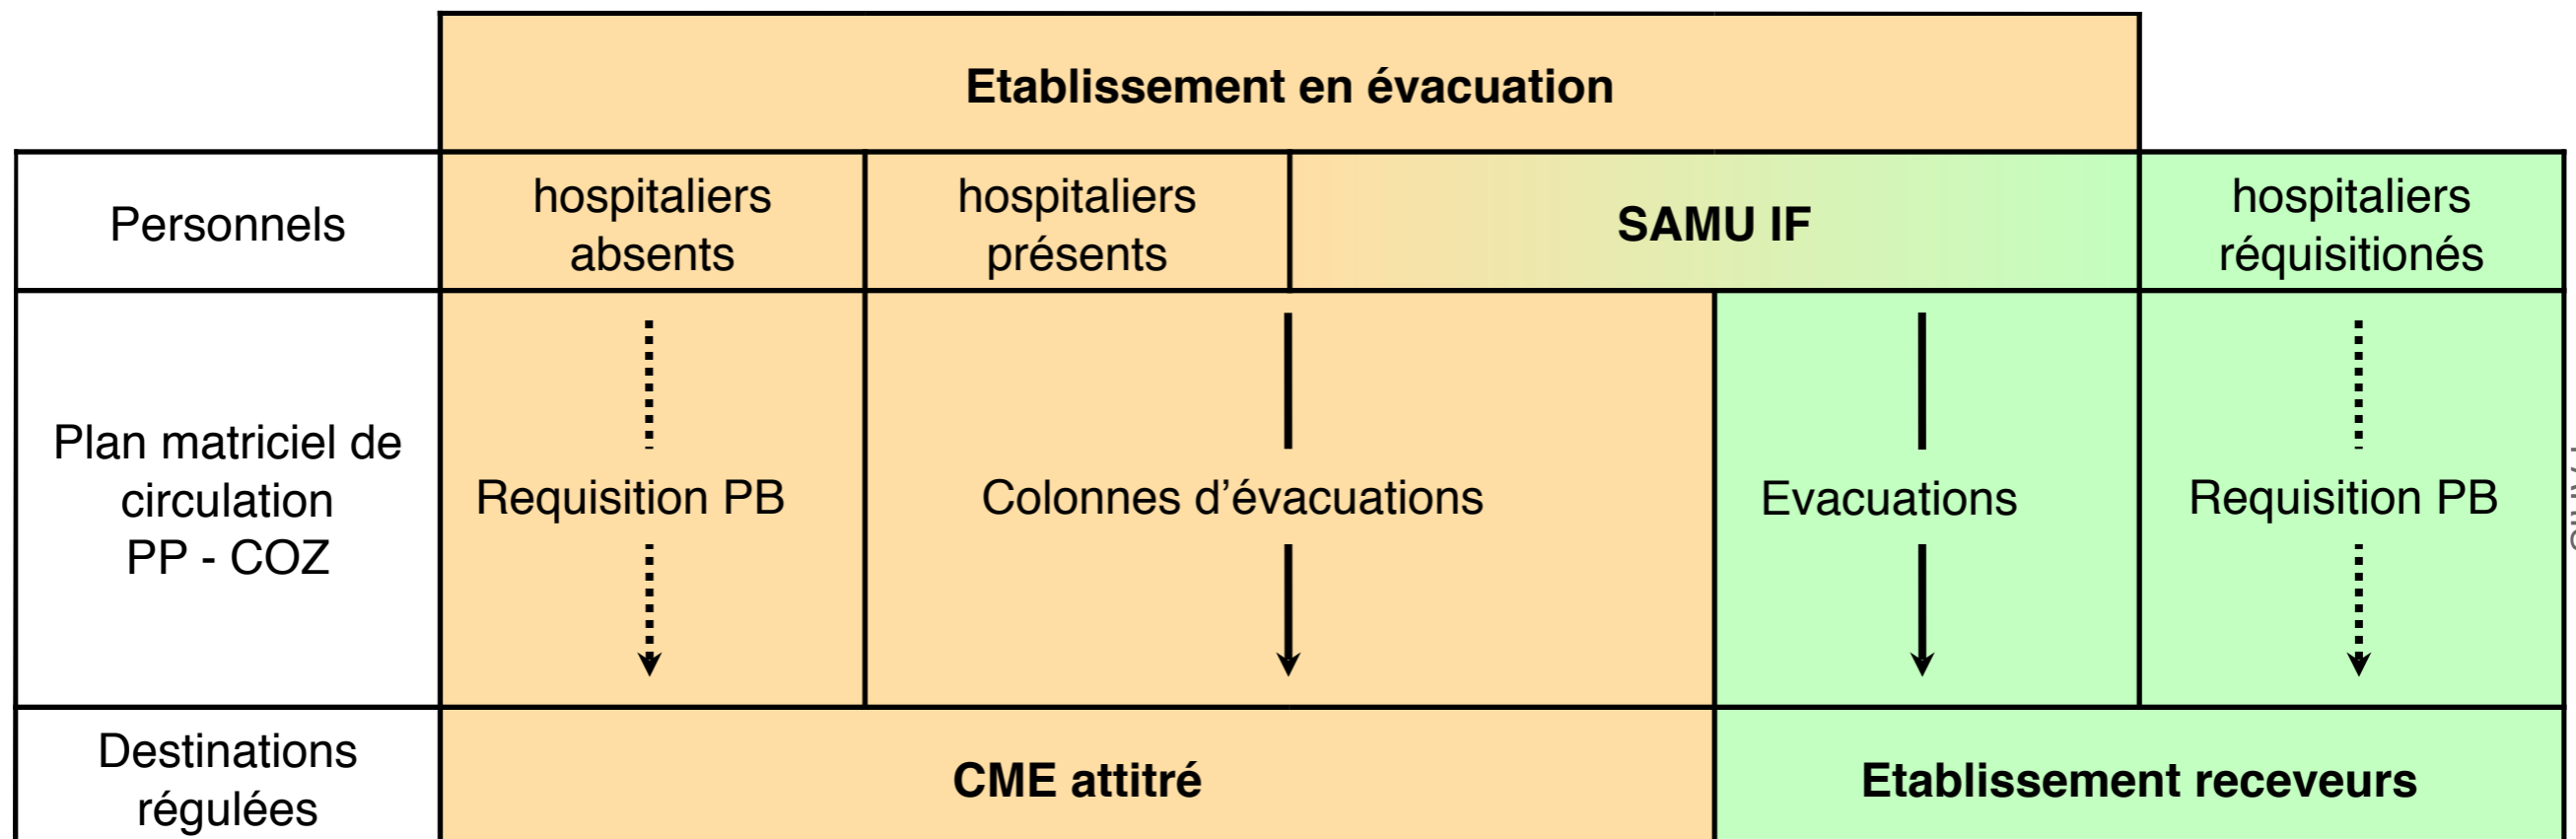 Etablissement en évacuation
Personnels
hospitaliers
absents
hospitaliers
présents
SAMU IF
hospitaliers
réquisitionés
Plan matriciel de
circulation
PP - COZ
Requisition PB
Colonnes d'évacuations
Evacuations
Requisition PB
Destinations
régulées
CME attitré
Etablissement receveurs